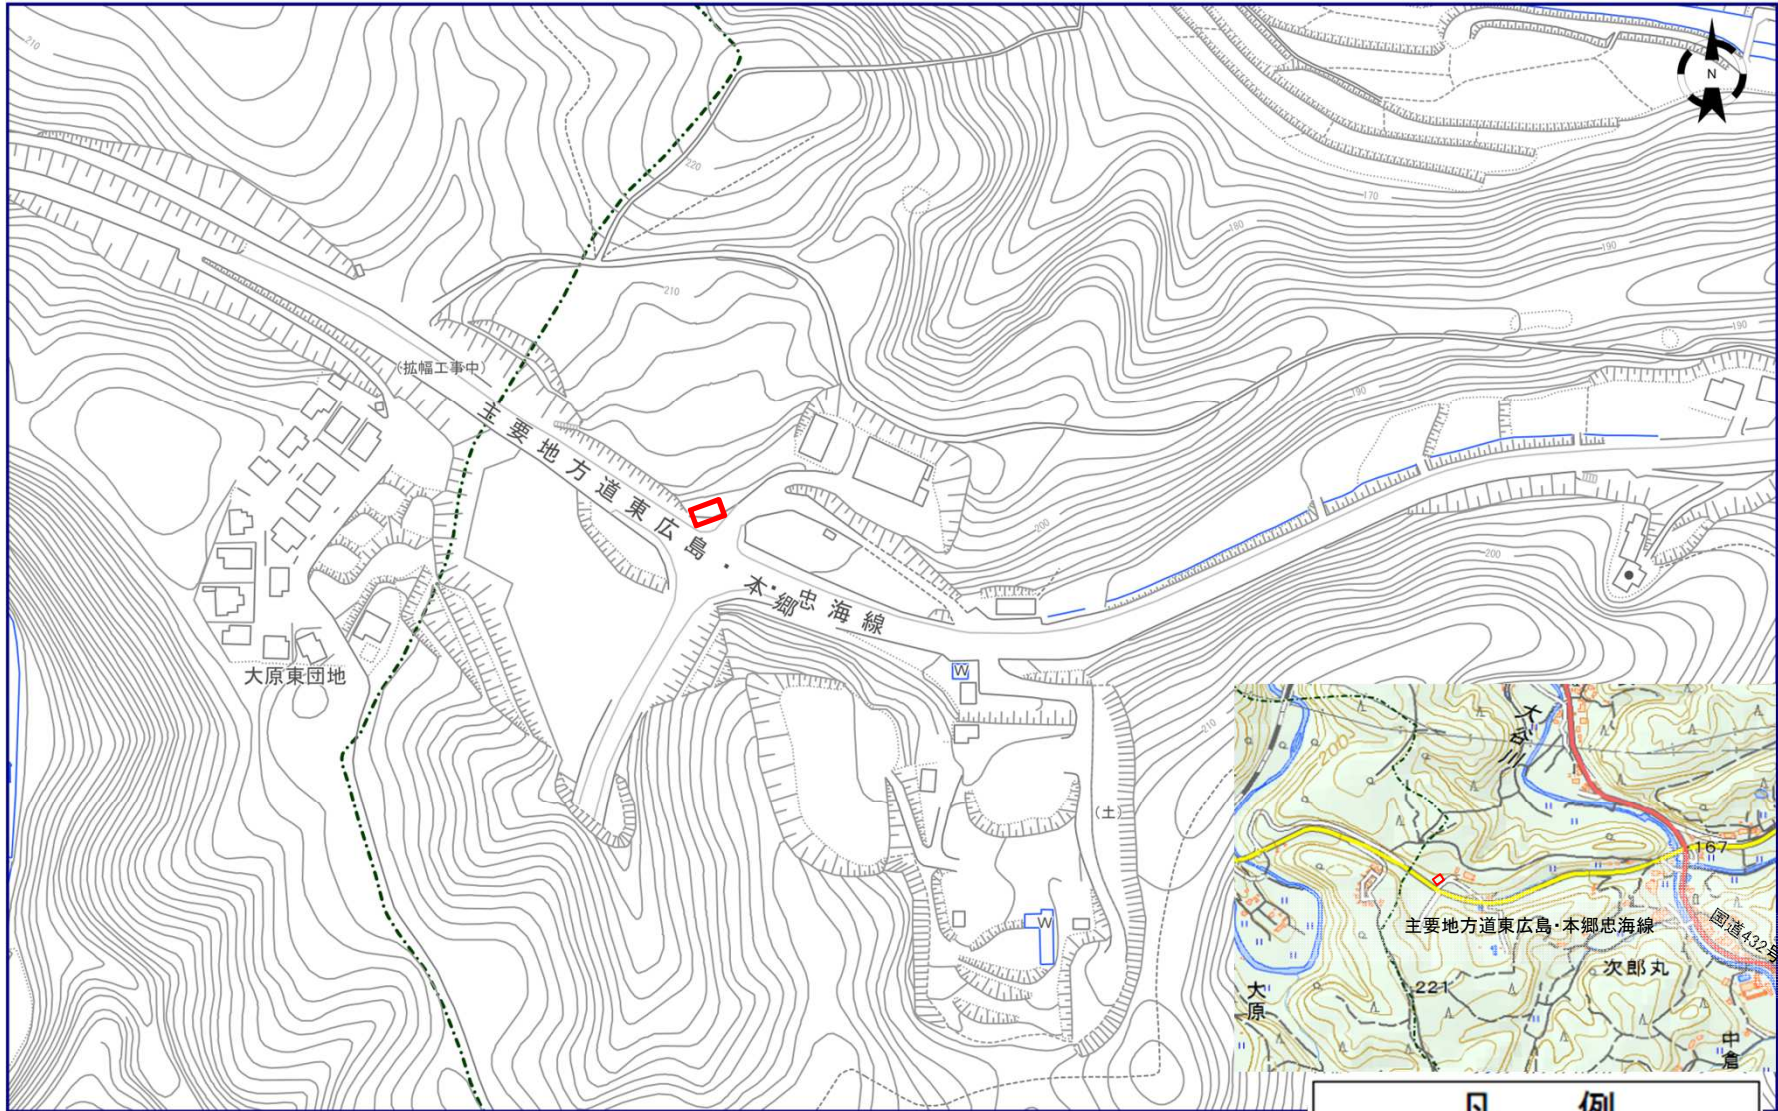 210
N
220
170
180
190
210
190
(拡幅工事中)
190
主要地方道東広島・本郷忠海線
200
200
大原東団地
W
210
(土)
W
大谷川
200
167
主要地方道東広島・本郷忠海線
国道432号
次郎丸
221
大原
中倉
凡 例